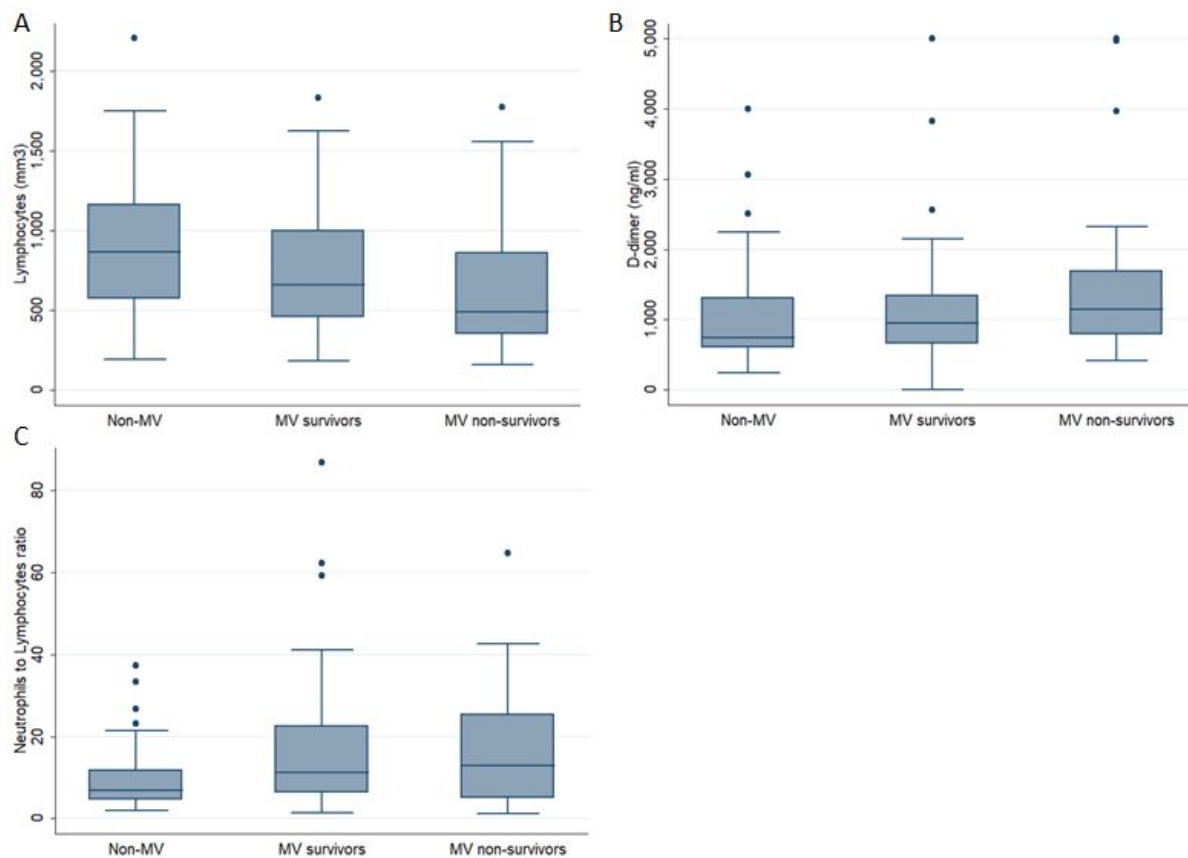 A
Lymphocytes (mm3)
2,000
1,500
1,000
500
0
Non-MV MV survivors MV non-survivors
B
D-dimer (ng/ml)
5,000
4,000
3,000
2,000
1,000
0
Non-MV MV survivors MV non-survivors
C
Neutrophils to Lymphocytes ratio
80
60
40
20
0
Non-MV MV survivors MV non-survivors